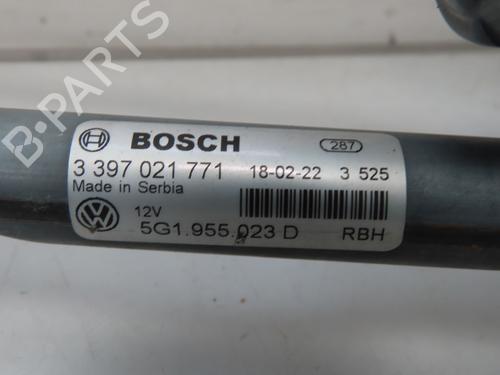 BOSCH 287
3 397 021 771 18-02-22 3 525
Made in Serbia
12V
5G1.955.023 D RBH
B-PARTS